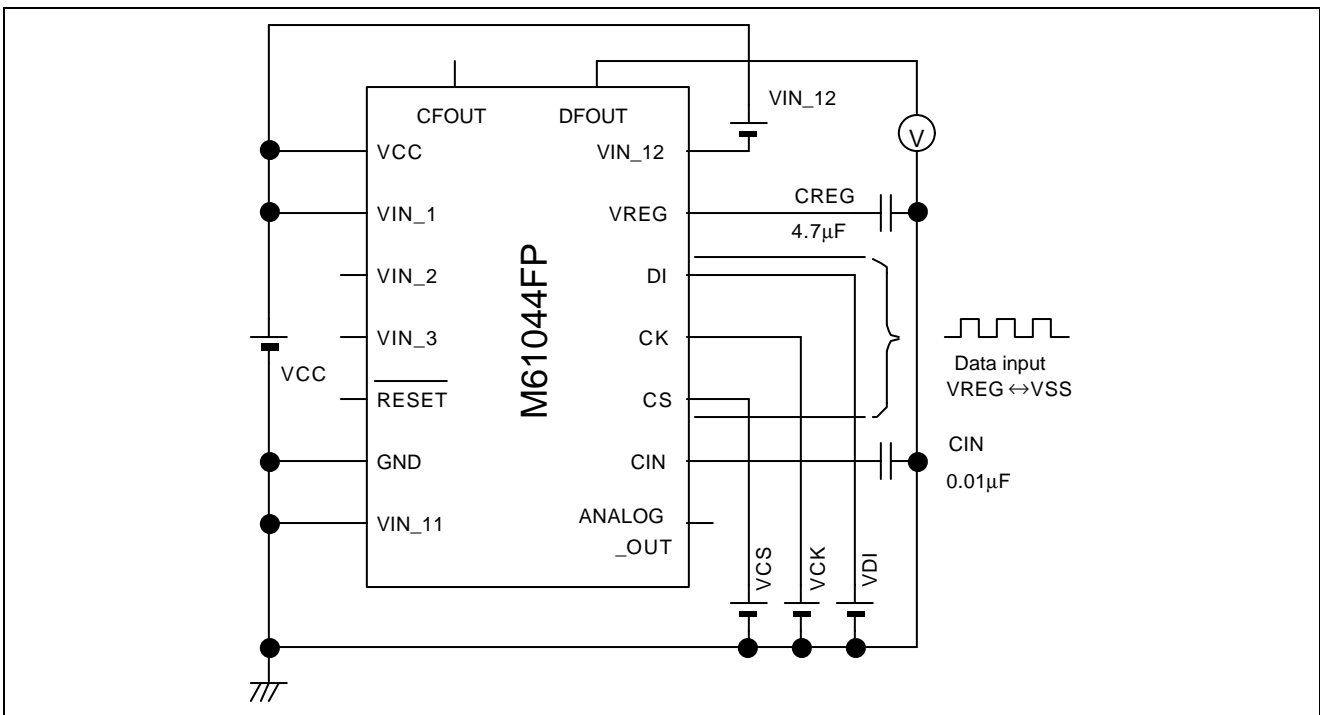 CFOUT
DFOUT
VIN_12
VCC
VIN_12
V
VIN_1
VREG
CREG
4.7μF
VIN_2
DI
VIN_3
CK
Data input
VREG ↔VSS
VCC
RESET
CS
M61044FP
GND
CIN
CIN
0.01μF
VIN_11
ANALOG
_OUT
VCS
VCK
VDI